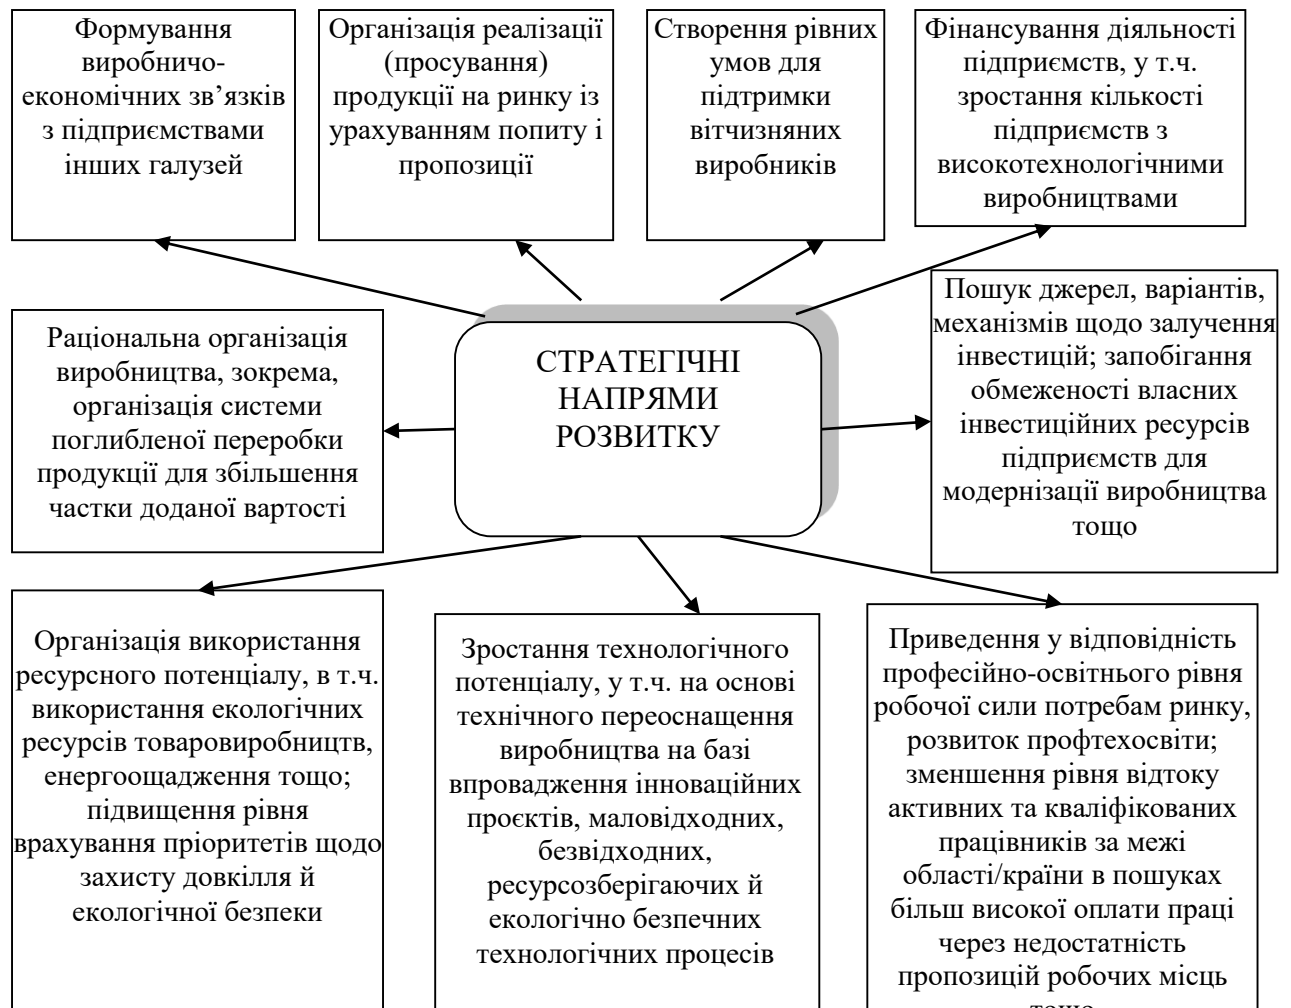 Формування
виробничо-
економічних зв’язків
з підприємствами
інших галузей
Організація реалізації
(просування)
продукції на ринку із
урахуванням попиту і
пропозиції
Створення рівних
умов для
підтримки
вітчизняних
виробників
Фінансування діяльності
підприємств, у т.ч.
зростання кількості
підприємств з
високотехнологічними
виробництвами
Раціональна організація
виробництва, зокрема,
організація системи
поглибленої переробки
продукції для збільшення
частки доданої вартості
СТРАТЕГІЧНІ
НАПРЯМИ
РОЗВИТКУ
Пошук джерел, варіантів,
механізмів щодо залучення
інвестицій; запобігання
обмеженості власних
інвестиційних ресурсів
підприємств для
модернізації виробництва
тощо
Організація використання
ресурсного потенціалу, в т.ч.
використання екологічних
ресурсів товаровиробництв,
енергоощадження тощо;
підвищення рівня
врахування пріоритетів щодо
захисту довкілля й
екологічної безпеки
Зростання технологічного
потенціалу, у т.ч. на основі
технічного переоснащення
виробництва на базі
впровадження інноваційних
проєктів, маловідходних,
безвідходних,
ресурсозберігаючих й
екологічно безпечних
технологічних процесів
Приведення у відповідність
професійно-освітнього рівня
робочої сили потребам ринку,
розвиток профтехосвіти;
зменшення рівня відтоку
активних та кваліфікованих
працівників за межі
області/країни в пошуках
більш високої оплати праці
через недостатність
пропозицій робочих місць
тощо